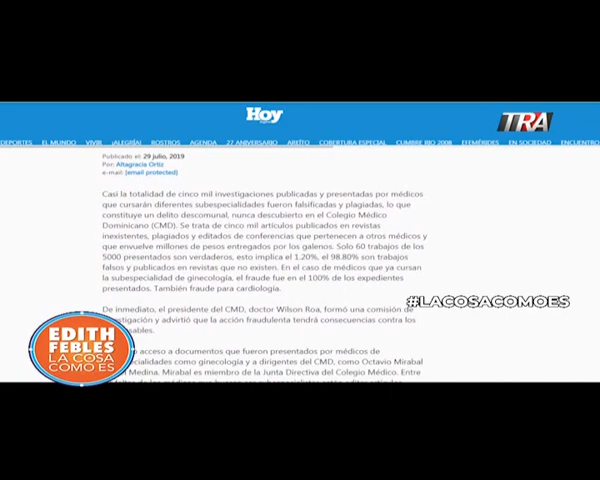 Hoy
TRA
DEPORTES EL MUNDO VIVIR ¡ALEGRÍA! ROSTROS AGENDA 27 ANIVERSARIO AREÍTO COBERTURA ESPECIAL CUMBRE RIO 2008 EFEMÉRIDES EN SOCIEDAD ENCUENTRO
Publicado el: 29 julio, 2019
Por: Altagracia Ortiz
e-mail: [email protected]
Casi la totalidad de cinco mil investigaciones publicadas y presentadas por médicos
que cursarán diferentes subespecialidades fueron falsificadas y plagiadas, lo que
constituye un delito descomunal, nunca descubierto en el Colegio Médico
Dominicano (CMD). Se trata de cinco mil artículos publicados en revistas
inexistentes, plagiados y editados de conferencias que pertenecen a otros médicos y
que envuelve millones de pesos entregados por los galenos. Solo 60 trabajos de los
5000 presentados son verdaderos, esto implica el 1.20%, el 98.80% son trabajos
falsos y publicados en revistas que no existen. En el caso de médicos que ya cursan
la subespecialidad de ginecología, el fraude fue en el 100% de los expedientes
presentados. También fraude para cardiología.
#LACOSACOMOES
De inmediato, el presidente del CMD, doctor Wilson Roa, formó una comisión de
vestigación y advirtió que la acción fraudulenta tendrá consecuencias contra los
sables.
EDITH
FEBLES
LA COSA
COMO ES
acceso a documentos que fueron presentados por médicos de
ecialidades como ginecología y a dirigentes del CMD, como Octavio Mirabal
Medina. Mirabal es miembro de la Junta Directiva del Colegio Médico. Entre